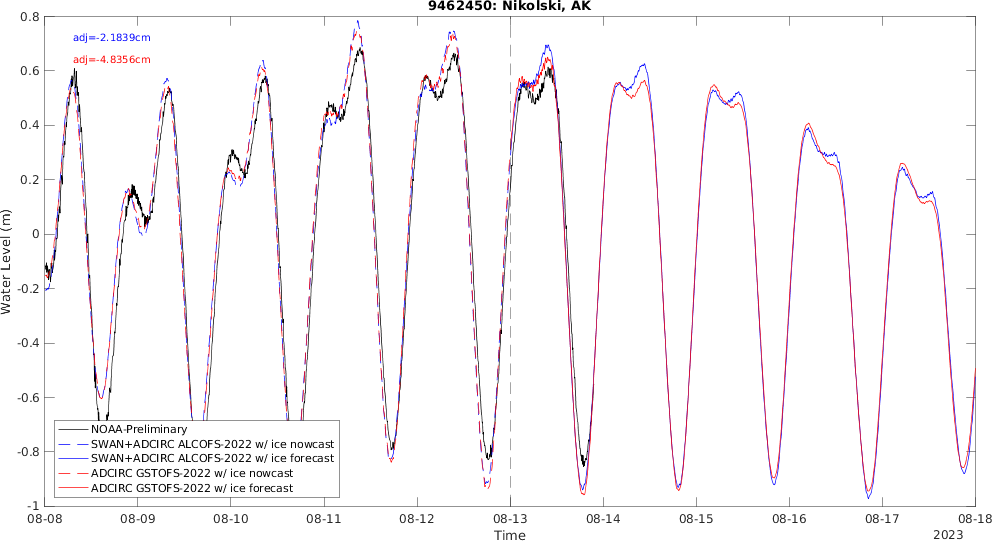 9462450: Nikolski, AK
adj=-2.1839cm
adj=-4.8356cm
Water Level (m)
0.8
0.6
0.4
0.2
0
-0.2
-0.4
-0.6
-0.8
-1
NOAA-Preliminary
SWAN+ADCIRC ALCOFS-2022 w/ ice nowcast
SWAN+ADCIRC ALCOFS-2022 w/ ice forecast
ADCIRC GSTOFS-2022 w/ ice nowcast
ADCIRC GSTOFS-2022 w/ ice forecast
08-08 08-09 08-10 08-11 08-12 08-13 08-14 08-15 08-16 08-17 08-18
Time
2023